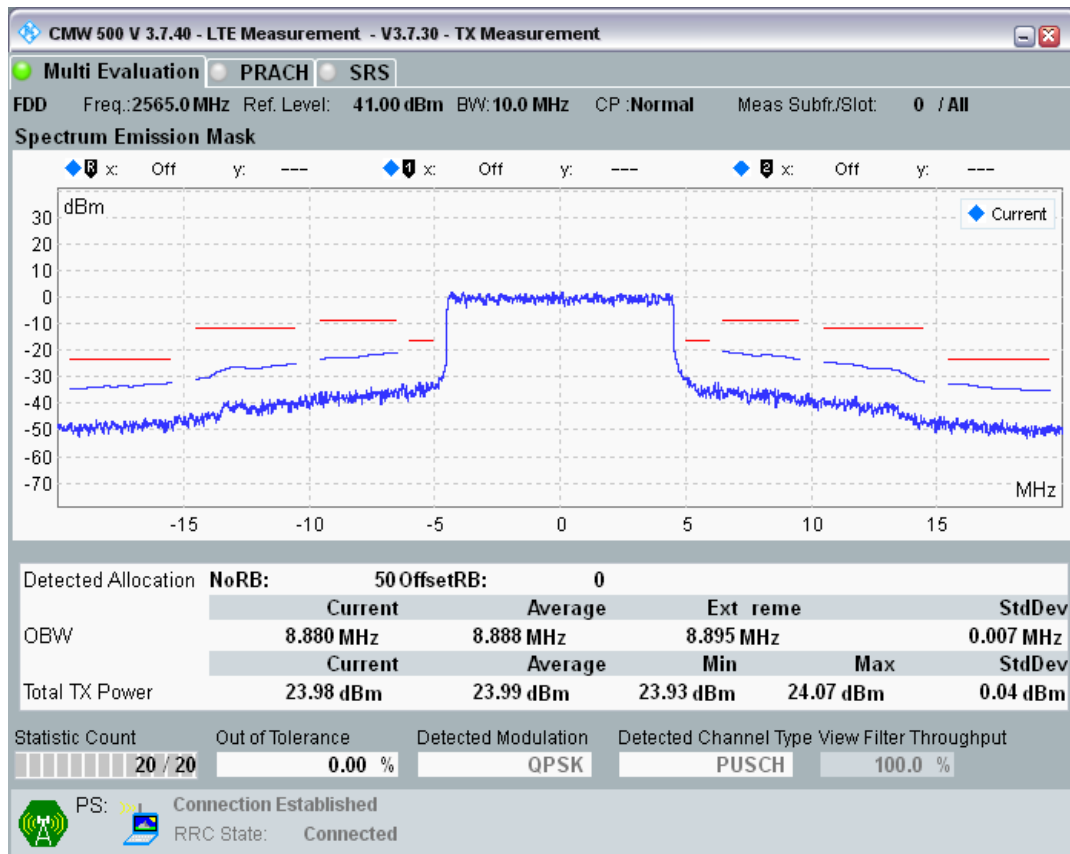 CMW 500 V 3.7.40 - LTE Measurement - V3.7.30 - TX Measurement
Multi Evaluation PRACH SRS
FDD Freq.:2565.0 MHz Ref. Level: 41.00 dBm BW:10.0 MHz CP :Normal Meas Subfr./Slot: 0 / All
Spectrum Emission Mask
R x: Off y: --- 1 x: Off y: --- 2 x: Off y: ---
dBm
Current
30
20
10
0
-10
-20
-30
-40
-50
-60
-70
MHz
-15 -10 -5 0 5 10 15
Detected Allocation NoRB: 50 OffsetRB: 0
Current Average Ext reme StdDev
OBW 8.880 MHz 8.888 MHz 8.895 MHz 0.007 MHz
Current Average Min Max StdDev
Total TX Power 23.98 dBm 23.99 dBm 23.93 dBm 24.07 dBm 0.04 dBm
Statistic Count Out of Tolerance Detected Modulation Detected Channel Type View Filter Throughput
20 / 20 0.00 % QPSK PUSCH 100.0 %
PS: Connection Established
RRC State: Connected